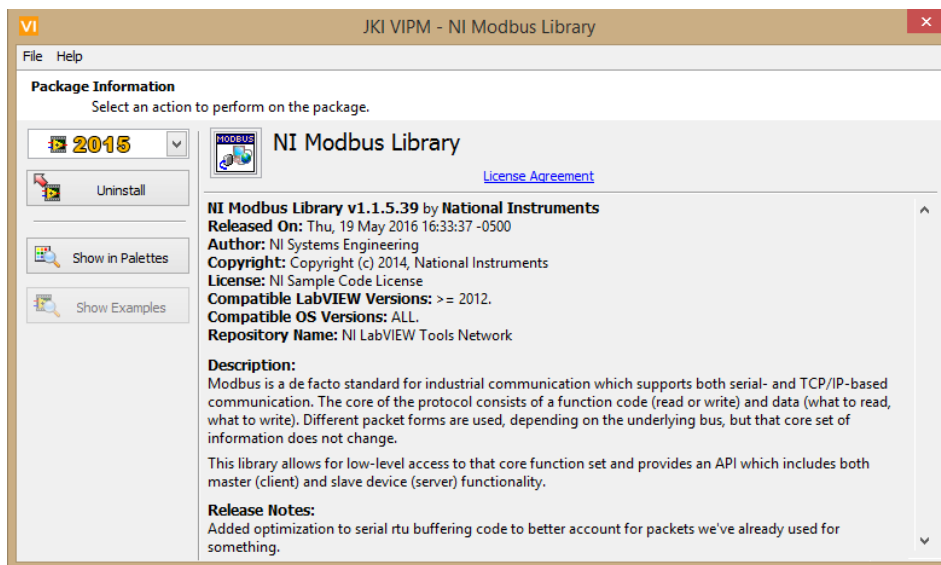 VI
JKI VIPM - NI Modbus Library
x
File Help
Package Information
Select an action to perform on the package.
2015
Uninstall
Show in Palettes
Show Examples
MODBUS
NI Modbus Library
License Agreement
NI Modbus Library v1.1.5.39 by National Instruments
Released On: Thu, 19 May 2016 16:33:37 -0500
Author: NI Systems Engineering
Copyright: Copyright (c) 2014, National Instruments
License: NI Sample Code License
Compatible LabVIEW Versions: >= 2012.
Compatible OS Versions: ALL.
Repository Name: NI LabVIEW Tools Network
Description:
Modbus is a de facto standard for industrial communication which supports both serial- and TCP/IP-based
communication. The core of the protocol consists of a function code (read or write) and data (what to read,
what to write). Different packet forms are used, depending on the underlying bus, but that core set of
information does not change.
This library allows for low-level access to that core function set and provides an API which includes both
master (client) and slave device (server) functionality.
Release Notes:
Added optimization to serial rtu buffering code to better account for packets we've already used for
something.